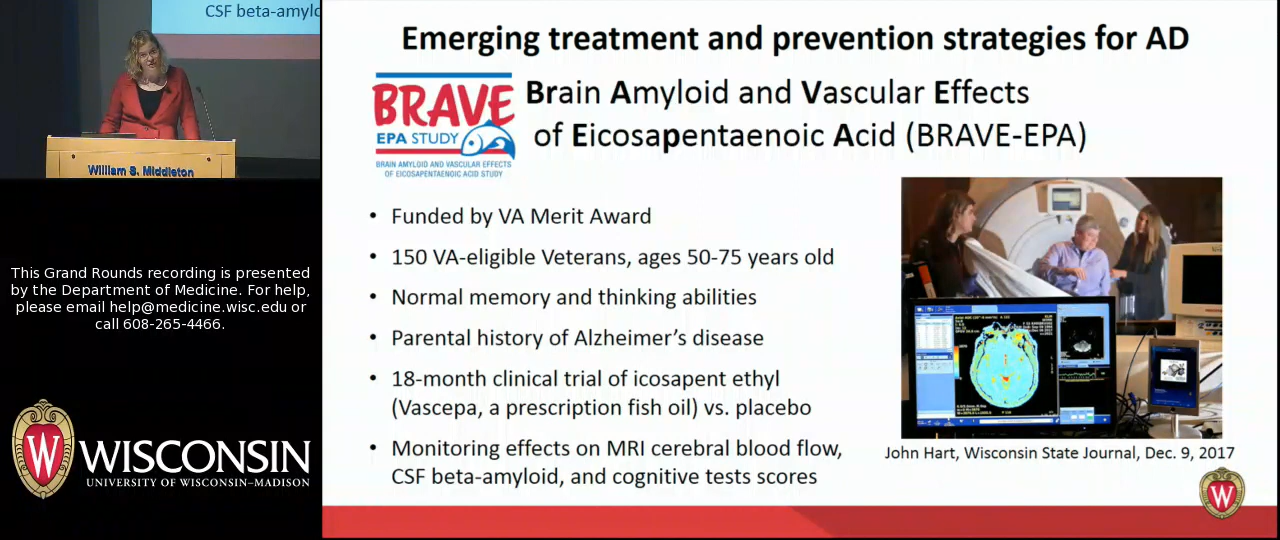 CSF beta-amylo
William S. Middleton
This Grand Rounds recording is presented
by the Department of Medicine. For help,
please email help@medicine.wisc.edu or
call 608-265-4466.
W
WISCONSIN
UNIVERSITY OF WISCONSIN–MADISON
Emerging treatment and prevention strategies for AD
BRAVE
EPA STUDY
BRAIN AMYLOID AND VASCULAR EFFECTS
OF EICOSAPENTAENOIC ACID STUDY
Brain Amyloid and Vascular Effects
of Eicosapentaenoic Acid (BRAVE-EPA)
• Funded by VA Merit Award
• 150 VA-eligible Veterans, ages 50-75 years old
• Normal memory and thinking abilities
• Parental history of Alzheimer’s disease
• 18-month clinical trial of icosapent ethyl
(Vascepa, a prescription fish oil) vs. placebo
• Monitoring effects on MRI cerebral blood flow,
CSF beta-amyloid, and cognitive tests scores
John Hart, Wisconsin State Journal, Dec. 9, 2017
W